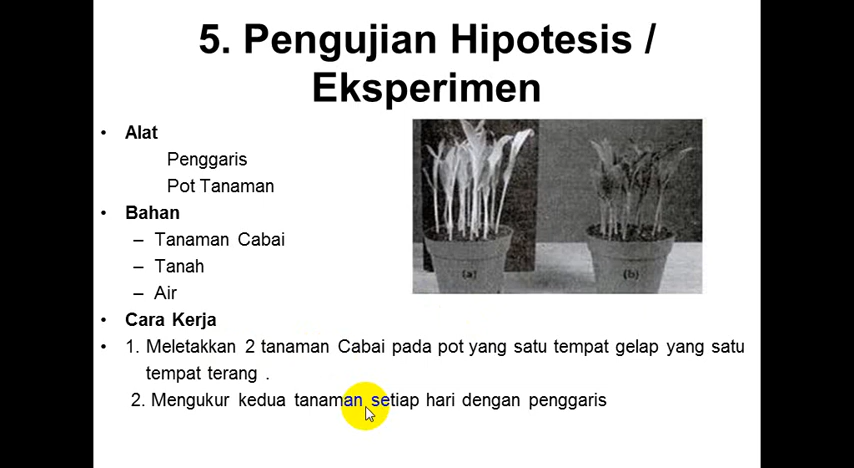 5. Pengujian Hipotesis /
Eksperimen
• Alat
Penggaris
Pot Tanaman
• Bahan
– Tanaman Cabai
– Tanah
– Air
• Cara Kerja
• 1. Meletakkan 2 tanaman Cabai pada pot yang satu tempat gelap yang satu
tempat terang .
2. Mengukur kedua tanaman setiap hari dengan penggaris
(a)
(b)